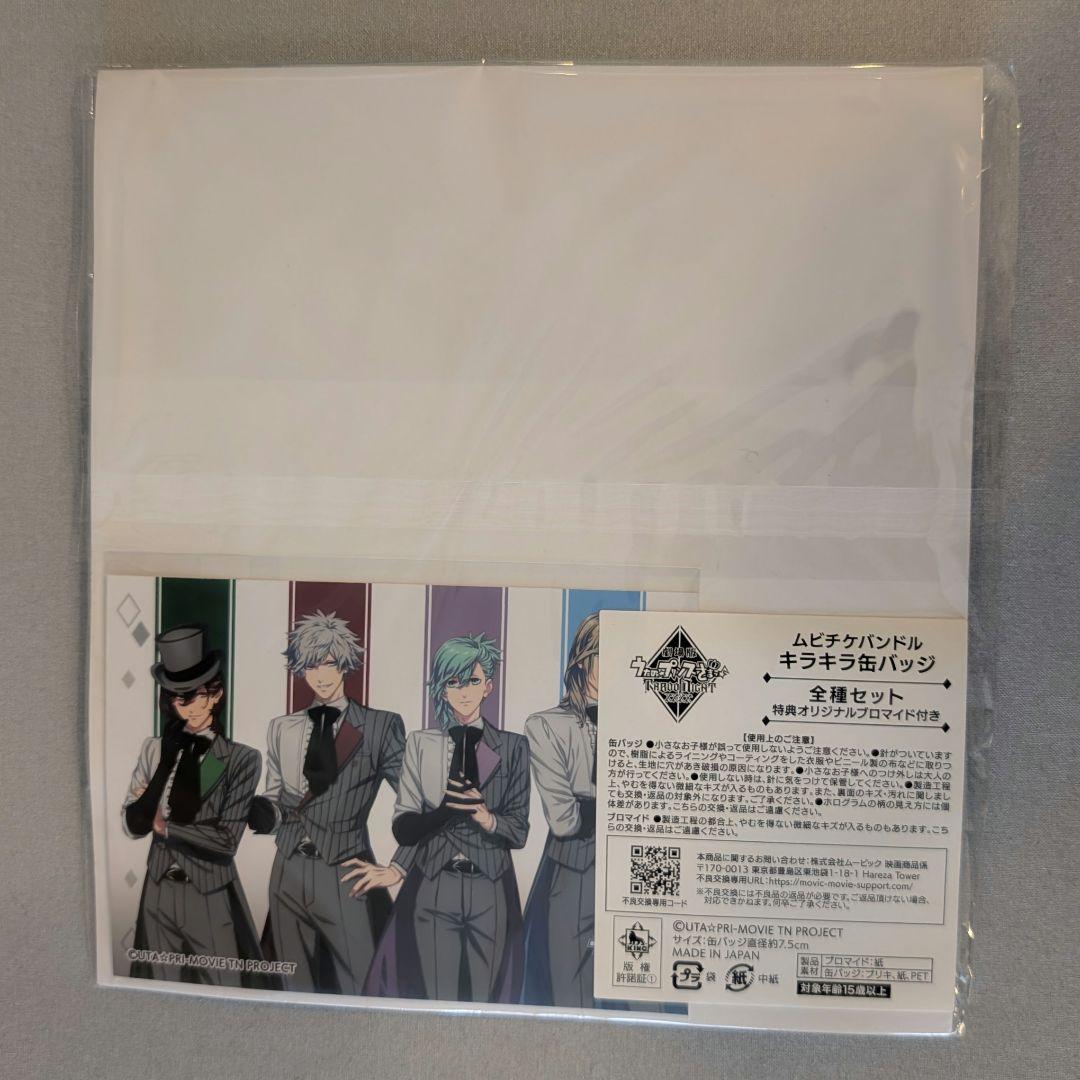 劇場版
うたの☆プリンスさまっ♪
TABOO NIGHT
XXXX
ムビチケバンドル
キラキラ缶バッジ
全種セット
特典オリジナルブロマイド付き
【使用上のご注意】
缶バッジ ●小さなお子様が誤って使用しないようご注意ください。●針がついています
ので、樹脂によるライニングやコーティングをした衣服やビニール製の布などに取りつ
けると、生地に穴があき破損の原因になります。●小さなお子様へのつけ外しは大人の
方が行ってください。●使用しない時は、針に気をつけて保管してください。●製造工程
上、やむを得ない微細なキズが入るものもあります。また、裏面のキズ・汚れに関しまし
ても交換・返品の対象外になります。ご了承ください。●ホログラムの柄の見え方には個
体差があります。こちらの交換・返品はご遠慮ください。
ブロマイド ●製造工程の都合上、やむを得ない微細なキズが入るものもあります。こち
らの交換・返品はご遠慮ください。
本商品に関するお問い合わせ:株式会社ムービック 映画商品係
〒170-0013 東京都豊島区東池袋1-18-1 Hareza Tower
不良交換専用URL:https://movic-movie-support.com/
※不良交換には不良品の返品が必要です。ご返品頂けない場合、
対応できかねます。何卒ご了承ください。
不良交換専用コード
KING
版権
許諾証①
©UTA☆PRI-MOVIE TN PROJECT
サイズ:缶バッジ直径約7.5cm
MADE IN JAPAN
プラ 袋 紙 中紙
製品素材
ブロマイド:紙
缶バッジ:ブリキ、紙、PET
対象年齢15歳以上
©UTA☆PRI-MOVIE TN PROJECT